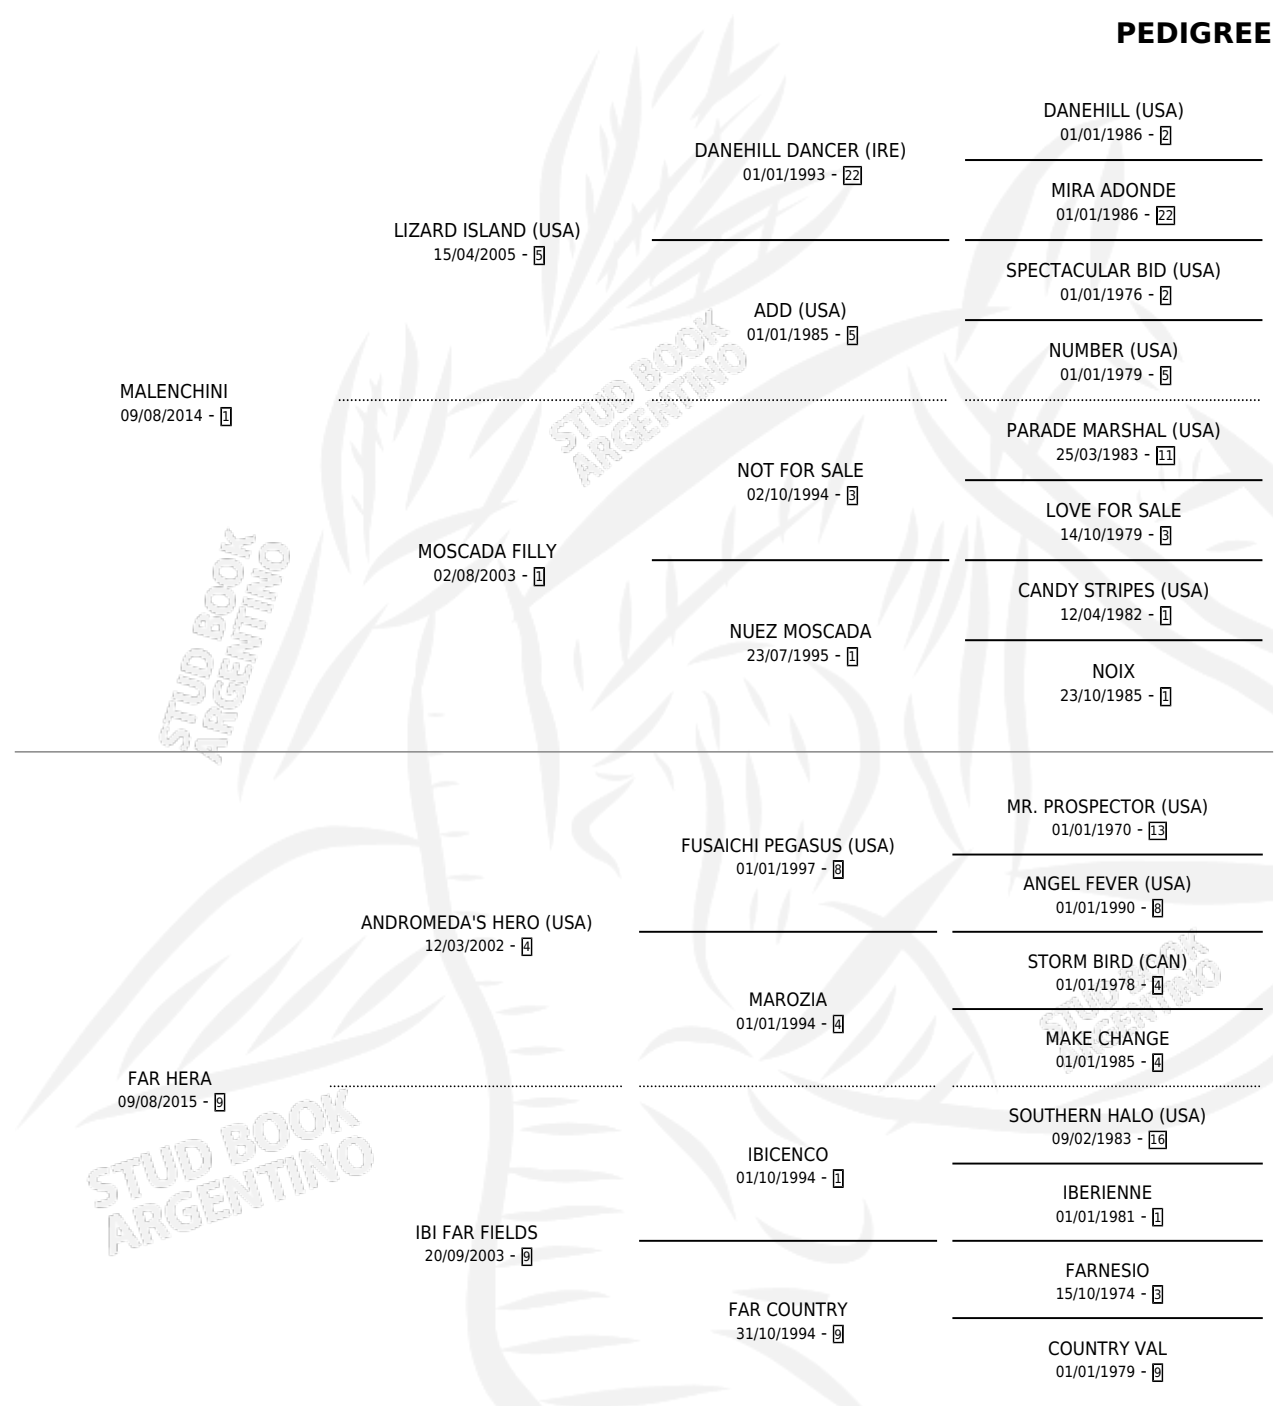 PEDIGREE
DANEHILL (USA)
01/01/1986 - 2
DANEHILL DANCER (IRE)
01/01/1993 - 22
MIRA ADONDE
01/01/1986 - 22
LIZARD ISLAND (USA)
15/04/2005 - 5
SPECTACULAR BID (USA)
01/01/1976 - 2
ADD (USA)
01/01/1985 - 5
NUMBER (USA)
01/01/1979 - 5
MALENCHINI
09/08/2014 - 1
PARADE MARSHAL (USA)
25/03/1983 - 11
NOT FOR SALE
02/10/1994 - 3
LOVE FOR SALE
14/10/1979 - 3
MOSCADA FILLY
02/08/2003 - 1
CANDY STRIPES (USA)
12/04/1982 - 1
NUEZ MOSCADA
23/07/1995 - 1
NOIX
23/10/1985 - 1
STUD BOOK
ARGENTINO
STUD BOOK
ARGENTINO
MR. PROSPECTOR (USA)
01/01/1970 - 13
FUSAICHI PEGASUS (USA)
01/01/1997 - 8
ANGEL FEVER (USA)
01/01/1990 - 8
ANDROMEDA'S HERO (USA)
12/03/2002 - 4
STORM BIRD (CAN)
01/01/1978 - 4
MAROZIA
01/01/1994 - 4
MAKE CHANGE
01/01/1985 - 4
FAR HERA
09/08/2015 - 9
SOUTHERN HALO (USA)
09/02/1983 - 16
IBICENCO
01/10/1994 - 1
IBERIENNE
01/01/1981 - 1
IBI FAR FIELDS
20/09/2003 - 9
FARNESIO
15/10/1974 - 3
FAR COUNTRY
31/10/1994 - 9
COUNTRY VAL
01/01/1979 - 9
STUD BOOK
ARGENTINO
STUD BOOK
ARGENTINO